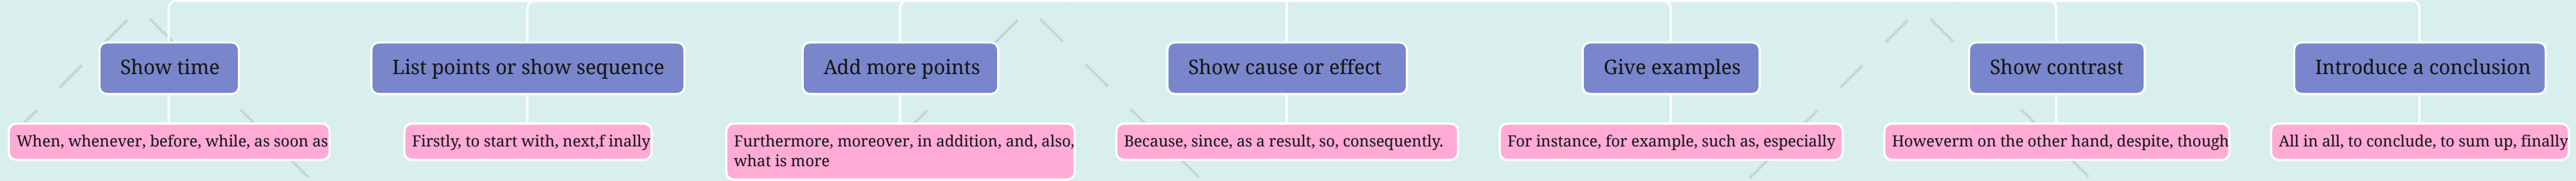 Show time
List points or show sequence
Add more points
Show cause or effect
Give examples
Show contrast
Introduce a conclusion
When, whenever, before, while, as soon as
Firstly, to start with, next,f inally
Furthermore, moreover, in addition, and, also,
what is more
Because, since, as a result, so, consequently.
For instance, for example, such as, especially
Howeverm on the other hand, despite, though
All in all, to conclude, to sum up, finally